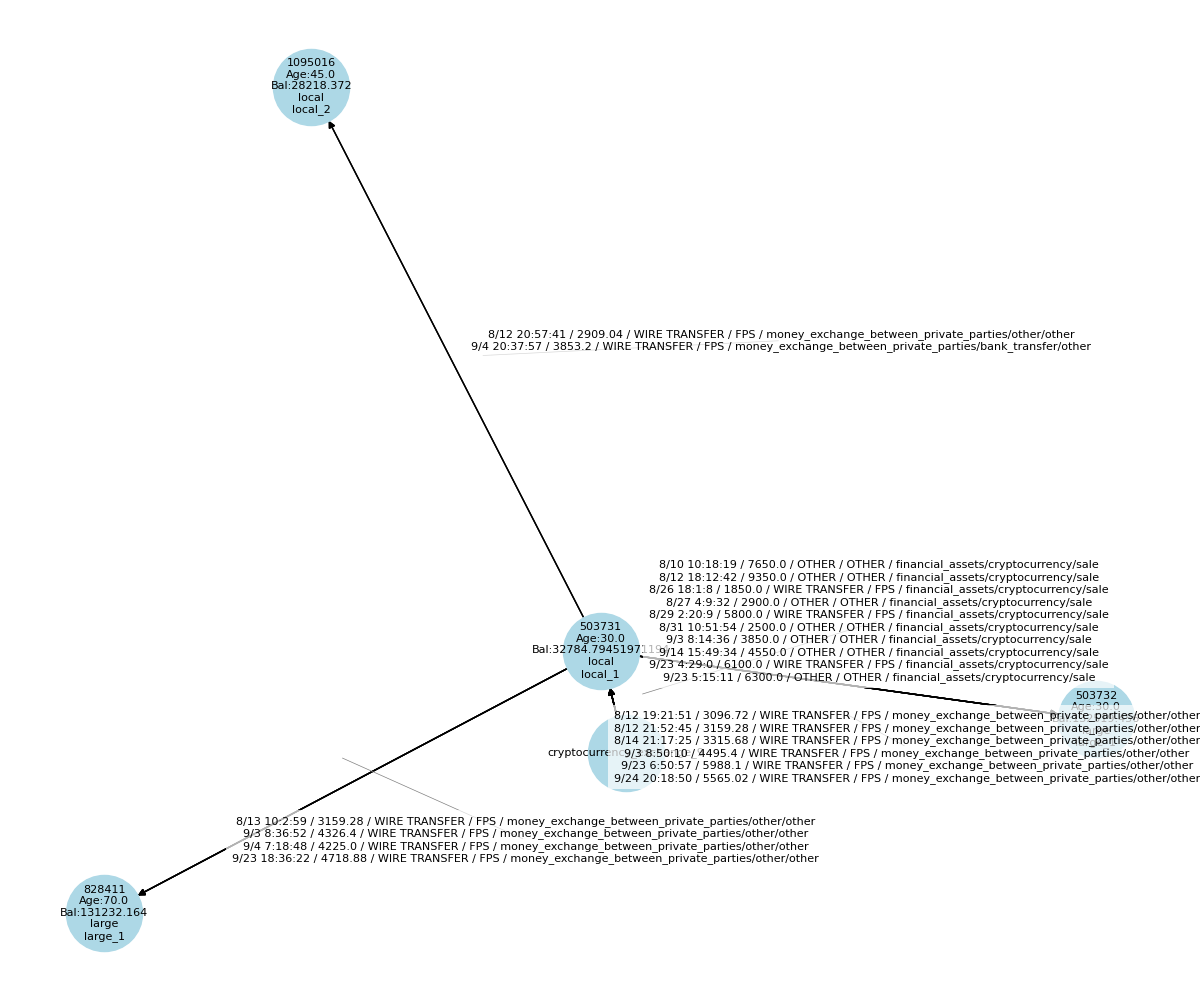 1095016
Age:45.0
Bal:28218.372
local
local_2
8/12 20:57:41 / 2909.04 / WIRE TRANSFER / FPS / money_exchange_between_private_parties/other/other
9/4 20:37:57 / 3853.2 / WIRE TRANSFER / FPS / money_exchange_between_private_parties/bank_transfer/other
8/10 10:18:19 / 7650.0 / OTHER / OTHER / financial_assets/cryptocurrency/sale
8/12 18:12:42 / 9350.0 / OTHER / OTHER / financial_assets/cryptocurrency/sale
8/26 18:1:8 / 1850.0 / WIRE TRANSFER / FPS / financial_assets/cryptocurrency/sale
8/27 4:9:32 / 2900.0 / OTHER / OTHER / financial_assets/cryptocurrency/sale
8/29 2:20:9 / 5800.0 / WIRE TRANSFER / FPS / financial_assets/cryptocurrency/sale
8/31 10:51:54 / 2500.0 / OTHER / OTHER / financial_assets/cryptocurrency/sale
9/3 8:14:36 / 3850.0 / OTHER / OTHER / financial_assets/cryptocurrency/sale
9/14 15:49:34 / 4550.0 / OTHER / OTHER / financial_assets/cryptocurrency/sale
9/23 4:29:0 / 6100.0 / WIRE TRANSFER / FPS / financial_assets/cryptocurrency/sale
9/23 5:15:11 / 6300.0 / OTHER / OTHER / financial_assets/cryptocurrency/sale
503731
Age:30.0
local
local_1
503732
Age:30.0
8/12 19:21:51 / 3096.72 / WIRE TRANSFER / FPS / money_exchange_between_private_parties/other/other
8/12 21:52:45 / 3159.28 / WIRE TRANSFER / FPS / money_exchange_between_private_parties/other/other
8/14 21:17:25 / 3315.68 / WIRE TRANSFER / FPS / money_exchange_between_private_parties/other/other
9/3 8:50:10 / 4495.4 / WIRE TRANSFER / FPS / money_exchange_between_private_parties/other/other
9/23 6:50:57 / 5988.1 / WIRE TRANSFER / FPS / money_exchange_between_private_parties/other/other
9/24 20:18:50 / 5565.02 / WIRE TRANSFER / FPS / money_exchange_between_private_parties/other/other
8/13 10:2:59 / 3159.28 / WIRE TRANSFER / FPS / money_exchange_between_private_parties/other/other
9/3 8:36:52 / 4326.4 / WIRE TRANSFER / FPS / money_exchange_between_private_parties/other/other
9/4 7:18:48 / 4225.0 / WIRE TRANSFER / FPS / money_exchange_between_private_parties/other/other
9/23 18:36:22 / 4718.88 / WIRE TRANSFER / FPS / money_exchange_between_private_parties/other/other
828411
Age:70.0
Bal:131232.164
large
large_1